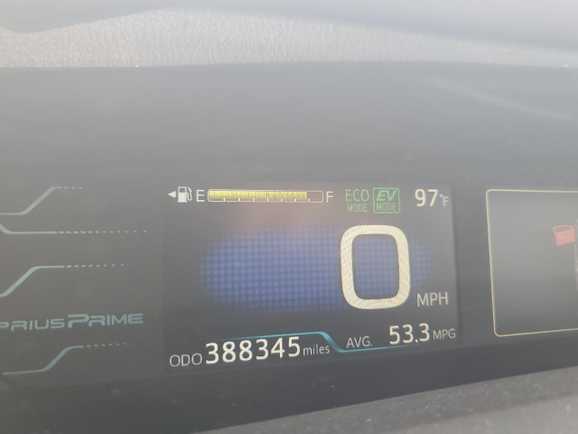 E F ECO MODE EV MODE 97°F
0 MPH
PRIUS PRIME
ODO 388345 miles AVG. 53.3 MPG